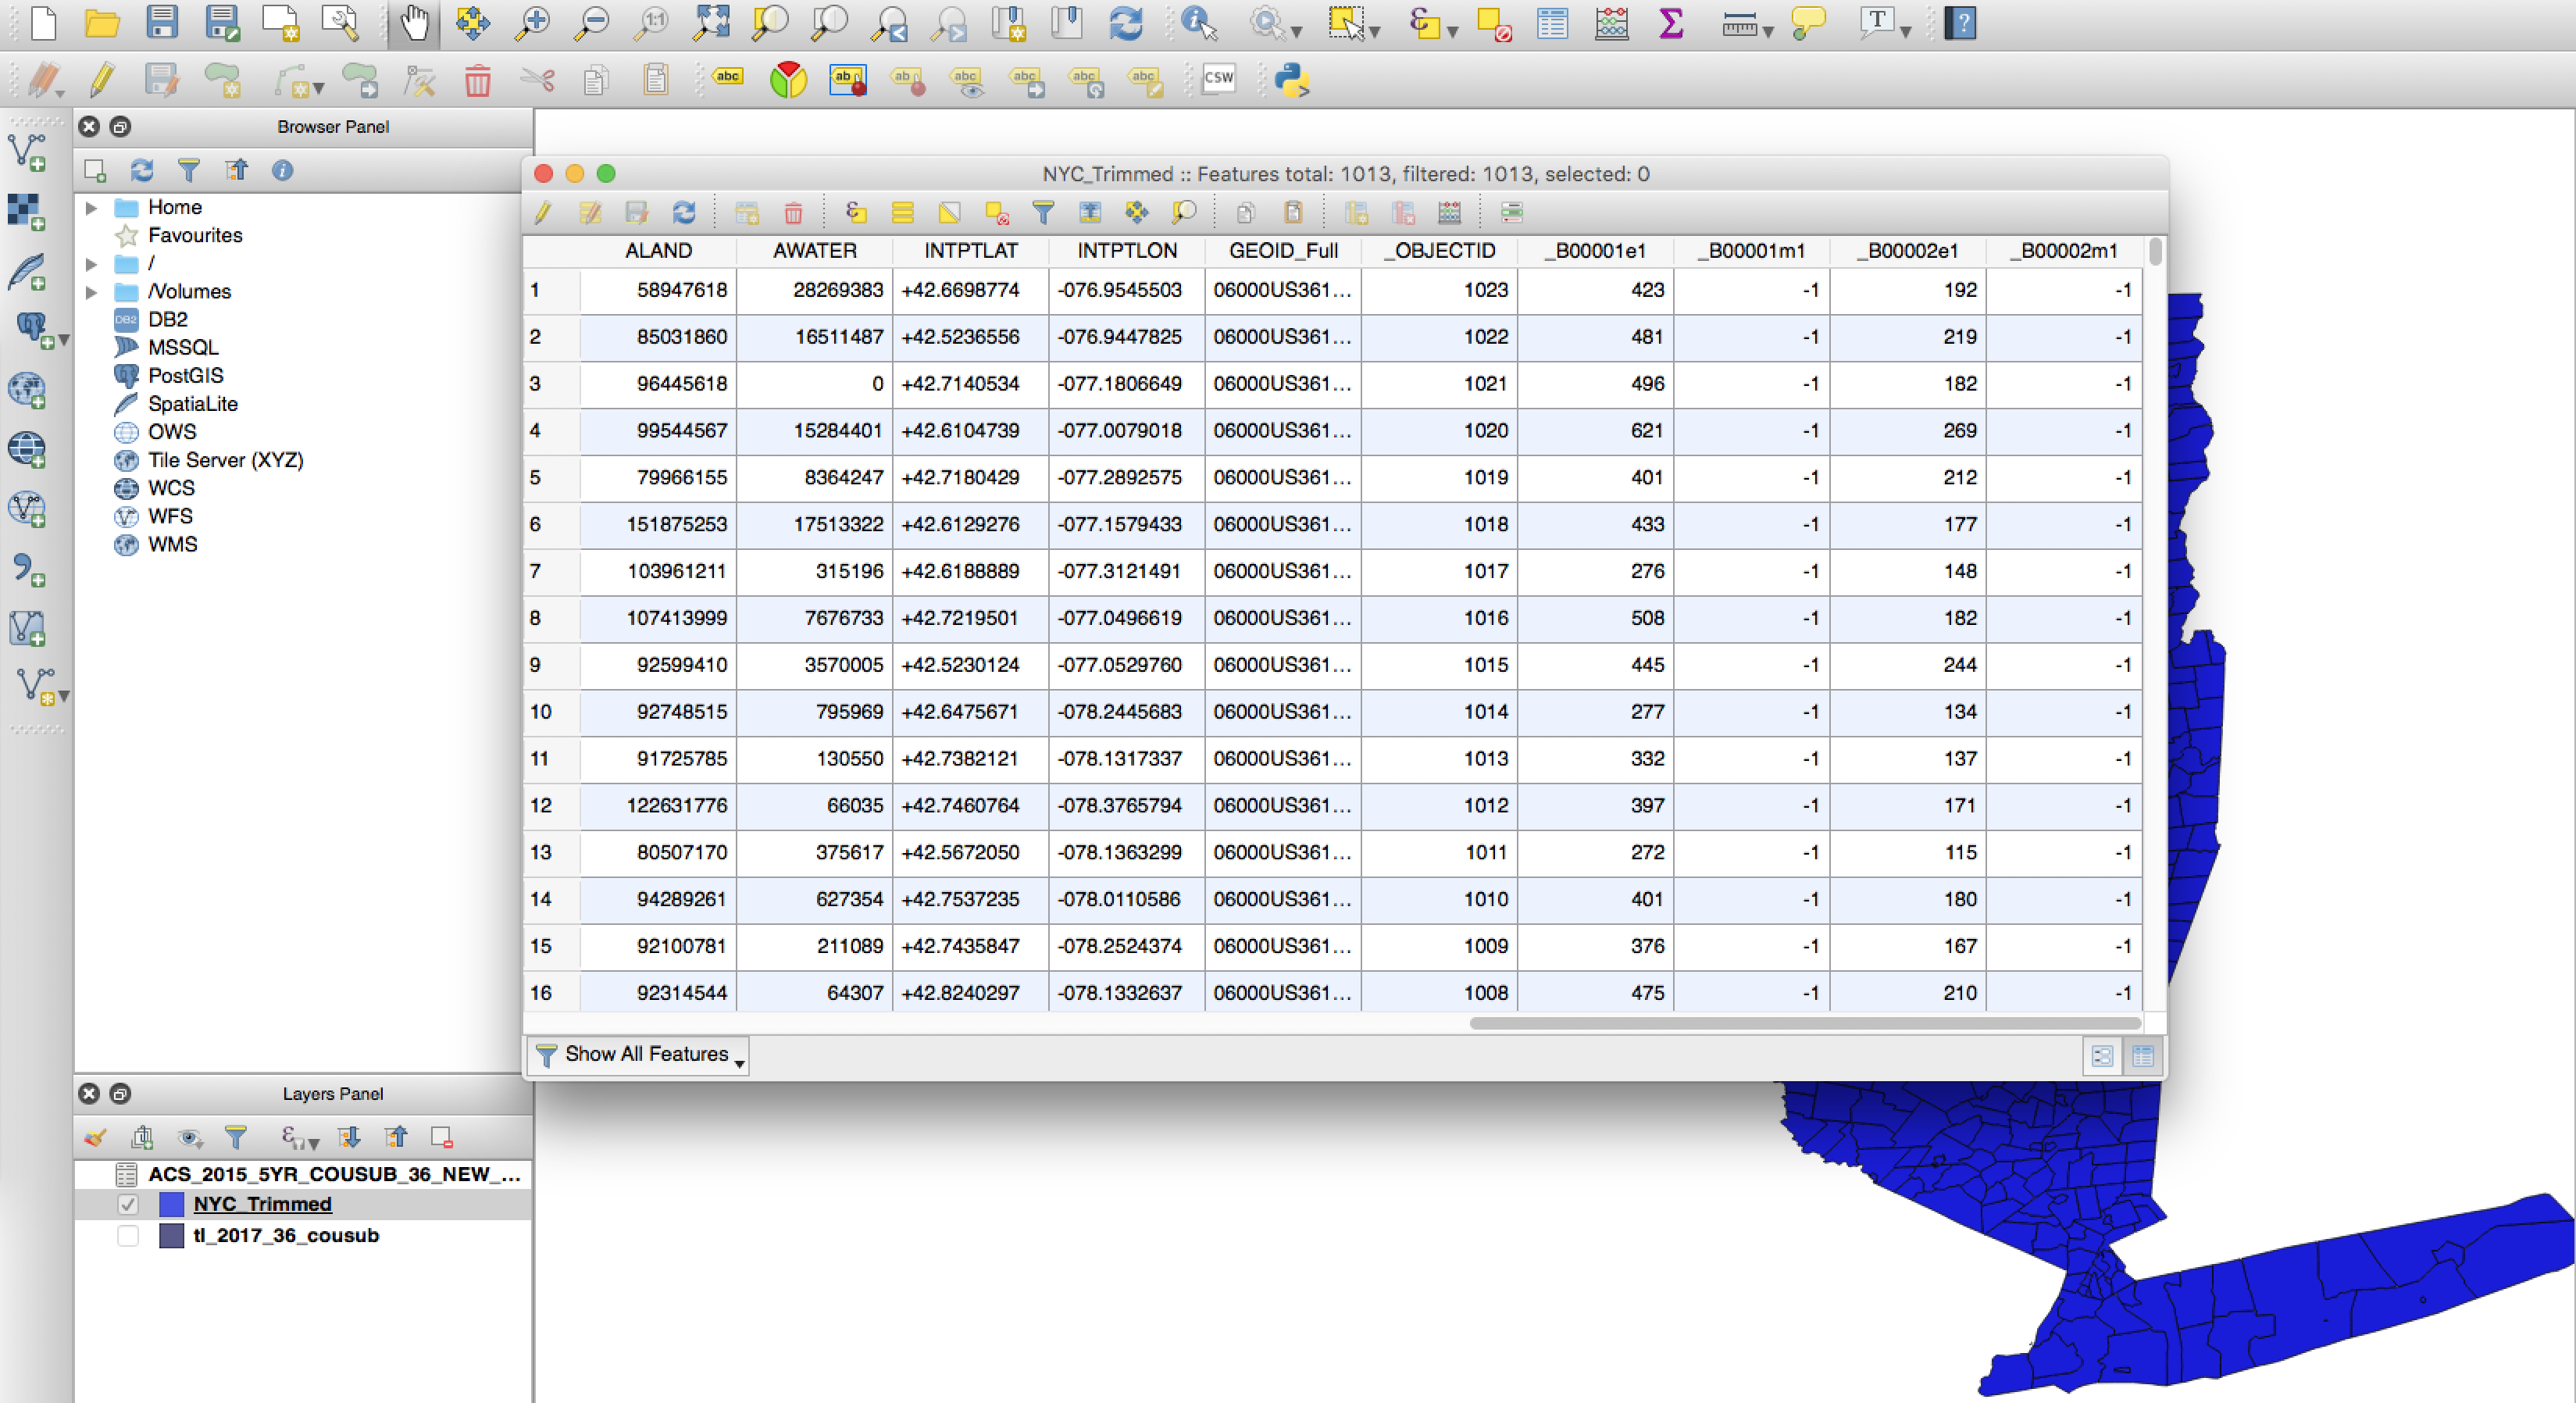 1:1
T
?
abc
ab
ab
abc
abc
abc
abc
CSW
Browser Panel
Home
Favourites
/
/Volumes
DB2
DB2
MSSQL
PostGIS
SpatiaLite
OWS
Tile Server (XYZ)
WCS
WFS
WMS
NYC_Trimmed :: Features total: 1013, filtered: 1013, selected: 0
ALAND AWATER INTPTLAT INTPTLON GEOID_Full _OBJECTID _B00001e1 _B00001m1 _B00002e1 _B00002m1
1 58947618 28269383 +42.6698774 -076.9545503 06000US361... 1023 423 -1 192 -1
2 85031860 16511487 +42.5236556 -076.9447825 06000US361... 1022 481 -1 219 -1
3 96445618 0 +42.7140534 -077.1806649 06000US361... 1021 496 -1 182 -1
4 99544567 15284401 +42.6104739 -077.0079018 06000US361... 1020 621 -1 269 -1
5 79966155 8364247 +42.7180429 -077.2892575 06000US361... 1019 401 -1 212 -1
6 151875253 17513322 +42.6129276 -077.1579433 06000US361... 1018 433 -1 177 -1
7 103961211 315196 +42.6188889 -077.3121491 06000US361... 1017 276 -1 148 -1
8 107413999 7676733 +42.7219501 -077.0496619 06000US361... 1016 508 -1 182 -1
9 92599410 3570005 +42.5230124 -077.0529760 06000US361... 1015 445 -1 244 -1
10 92748515 795969 +42.6475671 -078.2445683 06000US361... 1014 277 -1 134 -1
11 91725785 130550 +42.7382121 -078.1317337 06000US361... 1013 332 -1 137 -1
12 122631776 66035 +42.7460764 -078.3765794 06000US361... 1012 397 -1 171 -1
13 80507170 375617 +42.5672050 -078.1363299 06000US361... 1011 272 -1 115 -1
14 94289261 627354 +42.7537235 -078.0110586 06000US361... 1010 401 -1 180 -1
15 92100781 211089 +42.7435847 -078.2524374 06000US361... 1009 376 -1 167 -1
16 92314544 64307 +42.8240297 -078.1332637 06000US361... 1008 475 -1 210 -1
Show All Features
Layers Panel
ACS_2015_5YR_COUSUB_36_NEW_...
NYC_Trimmed
tl_2017_36_cousub